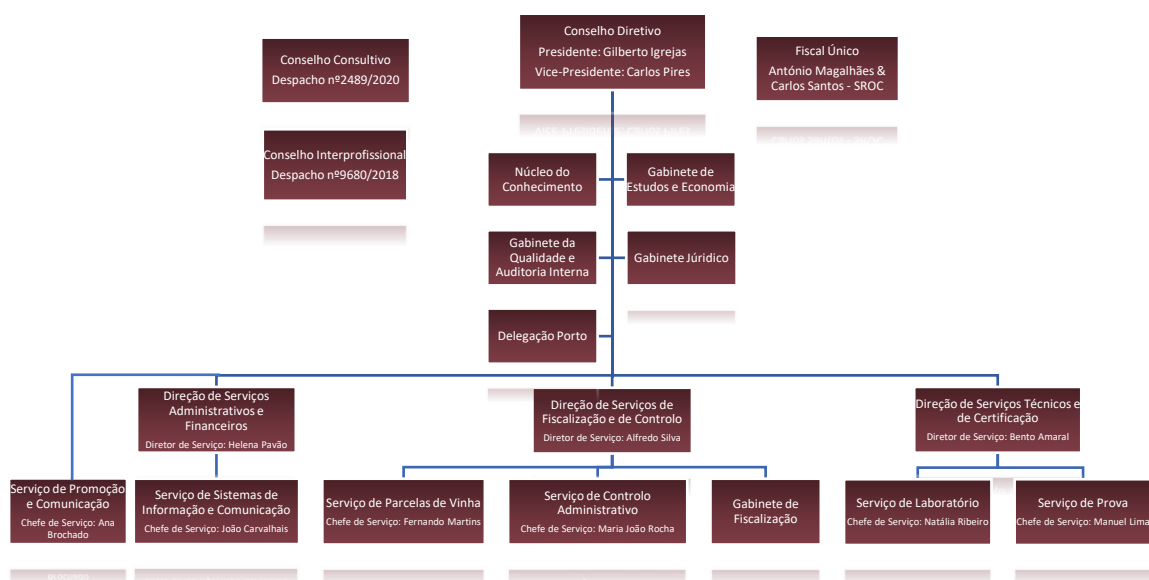 Conselho Diretivo
Presidente: Gilberto Igrejas
Vice-Presidente: Carlos Pires
Conselho Consultivo
Despacho nº2489/2020
Fiscal Único
António Magalhães &
Carlos Santos - SROC
Conselho Interprofissional
Despacho nº9680/2018
Núcleo do
Conhecimento
Gabinete de
Estudos e Economia
Gabinete da
Qualidade e
Auditoria Interna
Gabinete Júridico
Delegação Porto
Direção de Serviços
Administrativos e
Financeiros
Diretor de Serviço: Helena Pavão
Direção de Serviços de
Fiscalização e de Controlo
Diretor de Serviço: Alfredo Silva
Direção de Serviços Técnicos e
de Certificação
Diretor de Serviço: Bento Amaral
Serviço de Promoção
e Comunicação
Chefe de Serviço: Ana
Brochado
Serviço de Sistemas de
Informação e Comunicação
Chefe de Serviço: João Carvalhais
Serviço de Parcelas de Vinha
Chefe de Serviço: Fernando Martins
Serviço de Controlo
Administrativo
Chefe de Serviço: Maria João Rocha
Gabinete de
Fiscalização
Serviço de Laboratório
Chefe de Serviço: Natália Ribeiro
Serviço de Prova
Chefe de Serviço: Manuel Lima